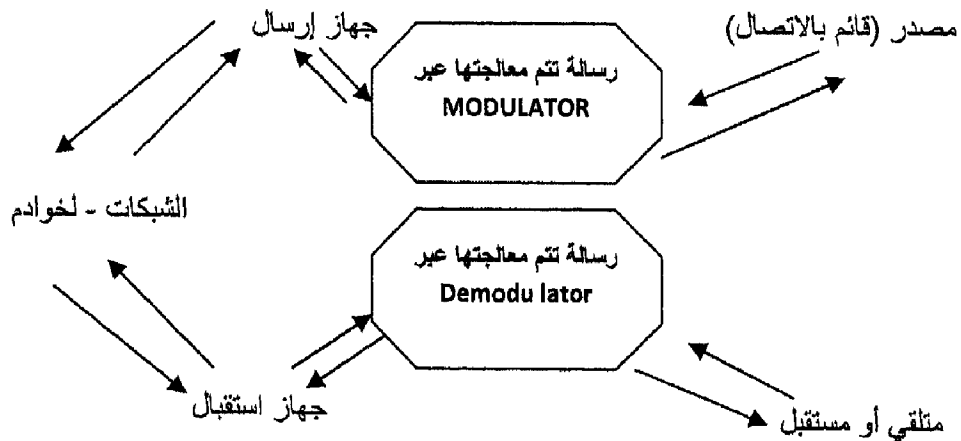 مصدر (قائم بالاتصال)
رسالة تتم معالجتها عبر
MODULATOR
جهاز إرسال
الشبكات - لخوادم
جهاز استقبال
رسالة تتم معالجتها عبر
Demodu lator
متلقي أو مستقبل